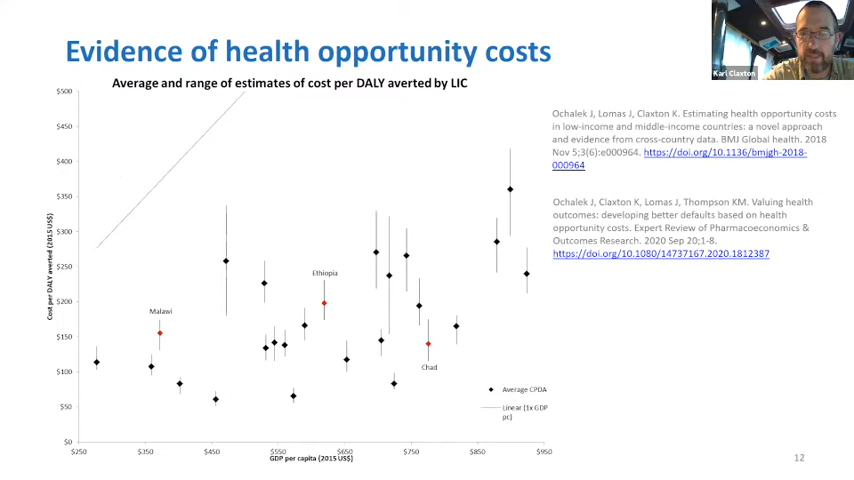 Evidence of health opportunity costs
Karl Claxton
Average and range of estimates of cost per DALY averted by LIC
Cost per DALY averted (2015 US$)
$500
$450
$400
$350
$300
$250
$200
$150
$100
$50
$0
Malawi
Ethiopia
Chad
Average CPDA
Linear (1x GDP
pc)
$250
$350
$450
$550
$650
$750
$850
$950
GDP per capita (2015 US$)
Ochalek J, Lomas J, Claxton K. Estimating health opportunity costs
in low-income and middle-income countries: a novel approach
and evidence from cross-country data. BMJ Global health. 2018
Nov 5;3(6):e000964. https://doi.org/10.1136/bmjgh-2018-
000964
Ochalek J, Claxton K, Lomas J, Thompson KM. Valuing health
outcomes: developing better defaults based on health
opportunity costs. Expert Review of Pharmacoeconomics &
Outcomes Research. 2020 Sep 20;1-8.
https://doi.org/10.1080/14737167.2020.1812387
12